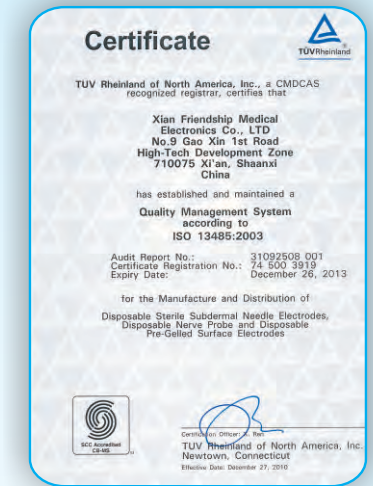 Certificate
TÜVRheinland
®
TUV Rheinland of North America, Inc., a CMDCAS
recognized registrar, certifies that
Xian Friendship Medical
Electronics Co., LTD
No.9 Gao Xin 1st Road
High-Tech Development Zone
710075 Xi'an, Shaanxi
China
has established and maintained a
Quality Management System
according to
ISO 13485:2003
Audit Report No.: 31092508 001
Certificate Registration No.: 74 500 3919
Expiry Date: December 26, 2013
for the Manufacture and Distribution of
Disposable Sterile Subdermal Needle Electrodes,
Disposable Nerve Probe and Disposable
Pre-Gelled Surface Electrodes
SCC Accredited
CB-MS
Certification Officer: Ren
TUV Rheinland of North America, Inc.
Newtown, Connecticut
Effective Date: December 27, 2010